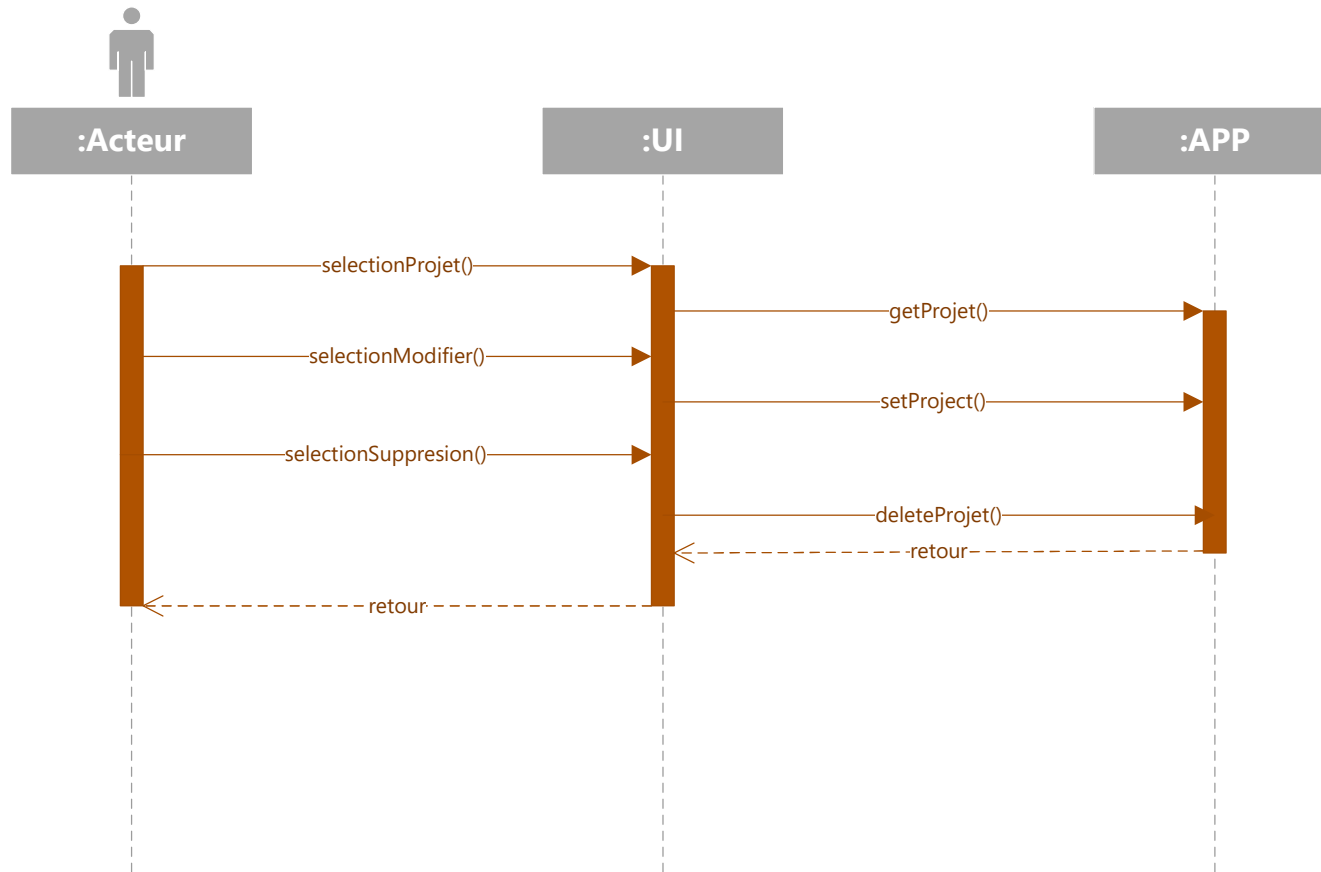 :Acteur
:UI
:APP
selectionProjet()
getProjet()
selectionModifier()
setProject()
selectionSuppresion()
deleteProjet()
retour
retour